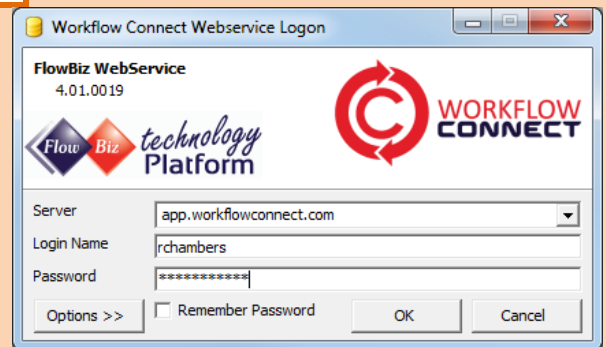 Workflow Connect Webservice Logon
FlowBiz WebService
4.01.0019
Flow Biz technology Platform
WORKFLOW
CONNECT
Server
app.workflowconnect.com
Login Name
rchambers
Password
***********
Options >>
Remember Password
OK
Cancel